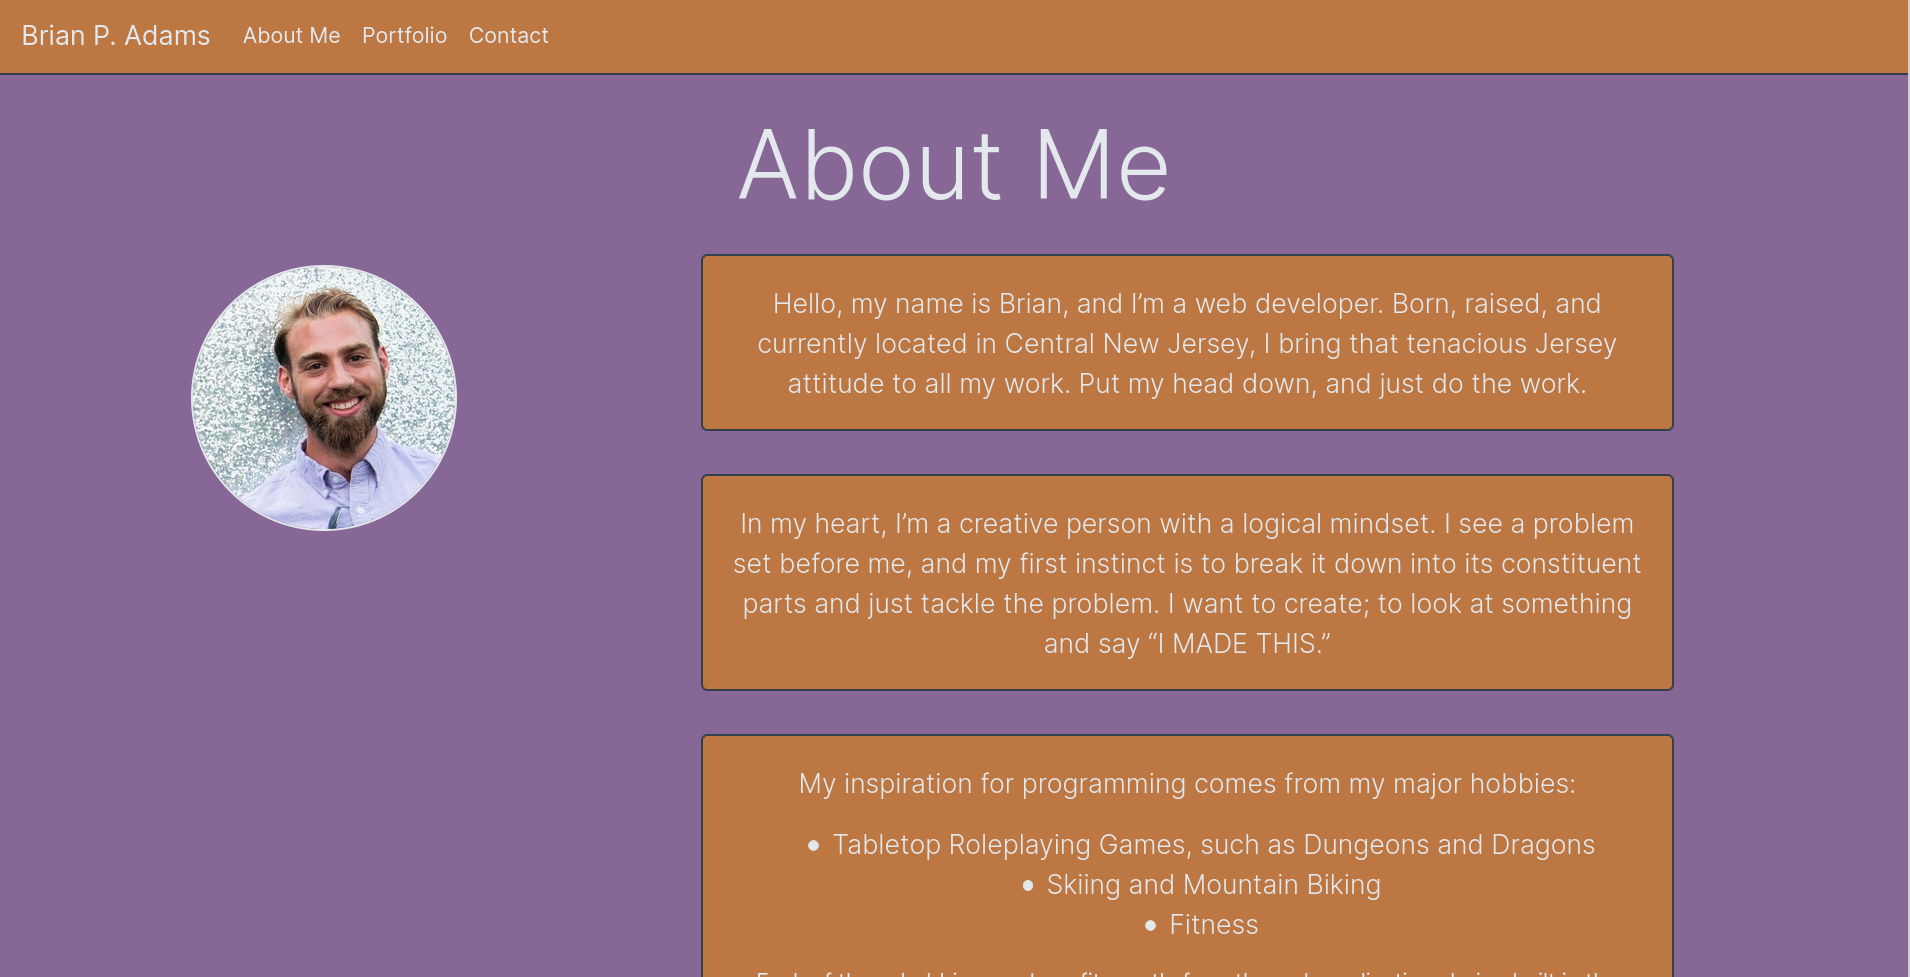 Brian P. Adams About Me Portfolio Contact
About Me
Hello, my name is Brian, and I’m a web developer. Born, raised, and
currently located in Central New Jersey, I bring that tenacious Jersey
attitude to all my work. Put my head down, and just do the work.
In my heart, I’m a creative person with a logical mindset. I see a problem
set before me, and my first instinct is to break it down into its constituent
parts and just tackle the problem. I want to create; to look at something
and say “I MADE THIS.”
My inspiration for programming comes from my major hobbies:
• Tabletop Roleplaying Games, such as Dungeons and Dragons
• Skiing and Mountain Biking
• Fitness